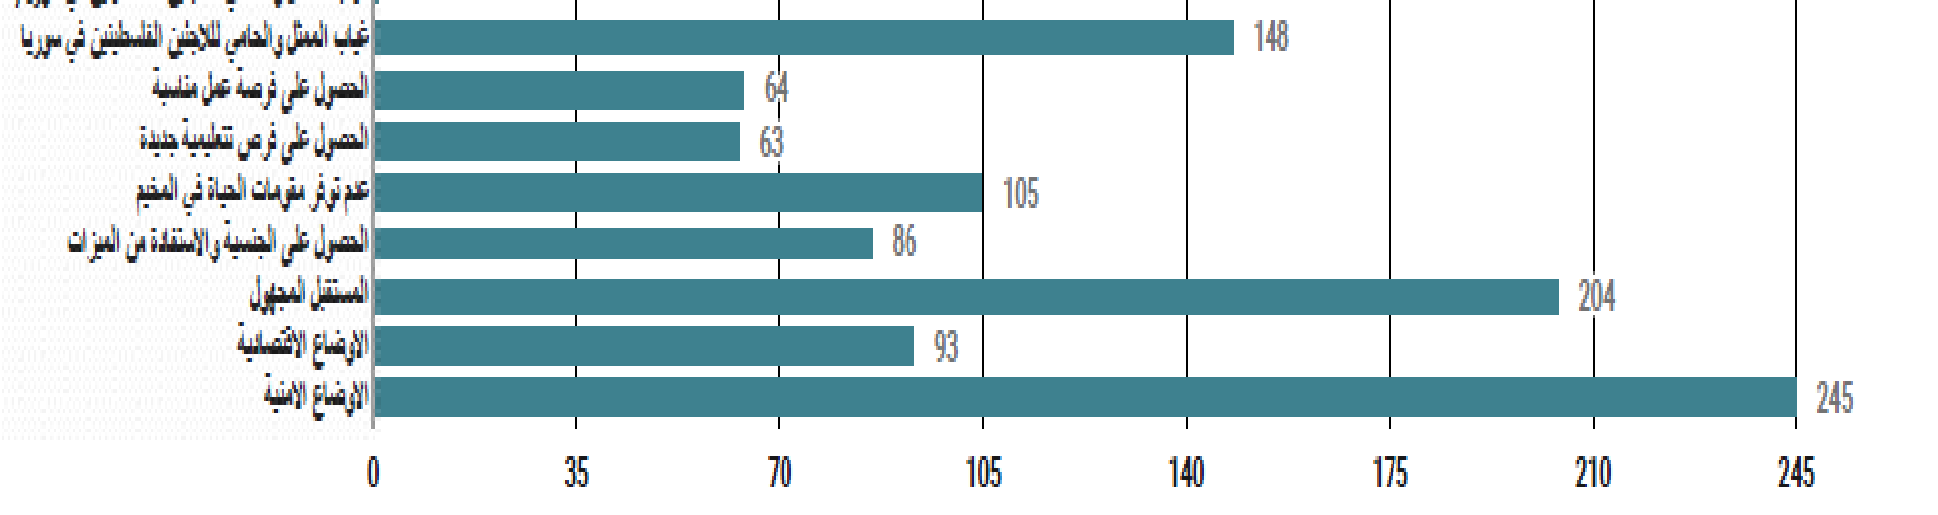 غياب الممثل والحامي للاجئين الفلسطينين في سوريا 148
الحصول على فرصة عمل مناسبة 64
الحصول على فرص تتعليمية جديدة 63
عدم توفر مقومات الحياة في المخيم 105
الحصول على الجنسية والاستفادة من الميزات 86
المستقبل المجهول 204
الاوضاع الاقتصادية 93
الاوضاع الامنية 245
0 35 70 105 140 175 210 245